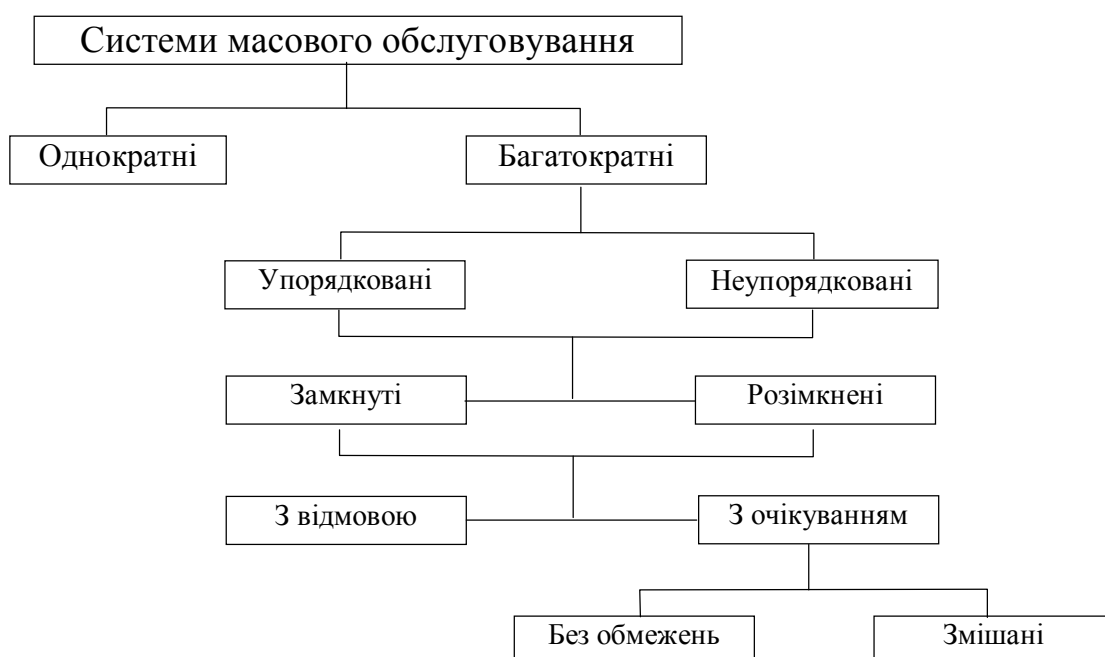 Системи масового обслуговування
Однократні
Багатократні
Упорядковані
Неупорядковані
Замкнуті
Розімкнені
З відмовою
З очікуванням
Без обмежень
Змішані